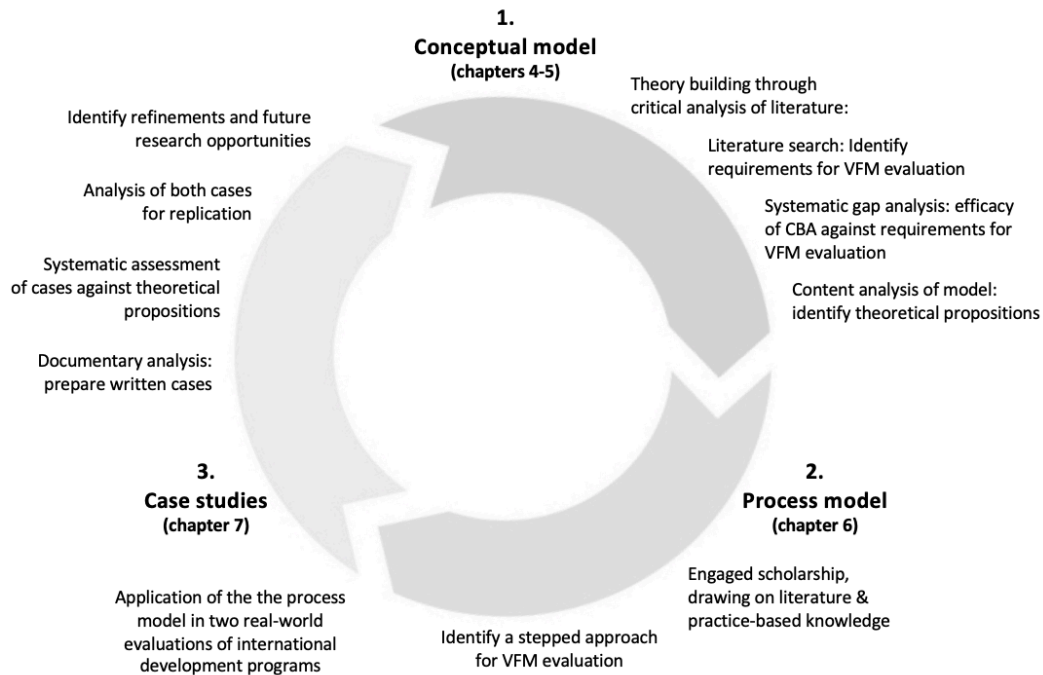 1.
Conceptual model
(chapters 4-5)
Theory building through
critical analysis of literature:
Literature search: Identify
requirements for VFM evaluation
Systematic gap analysis: efficacy
of CBA against requirements for
VFM evaluation
Content analysis of model:
identify theoretical propositions
2.
Process model
(chapter 6)
Engaged scholarship,
drawing on literature &
practice-based knowledge
Identify a stepped approach
for VFM evaluation
3.
Case studies
(chapter 7)
Application of the the process
model in two real-world
evaluations of international
development programs
Documentary analysis:
prepare written cases
Systematic assessment
of cases against theoretical
propositions
Analysis of both cases
for replication
Identify refinements and future
research opportunities